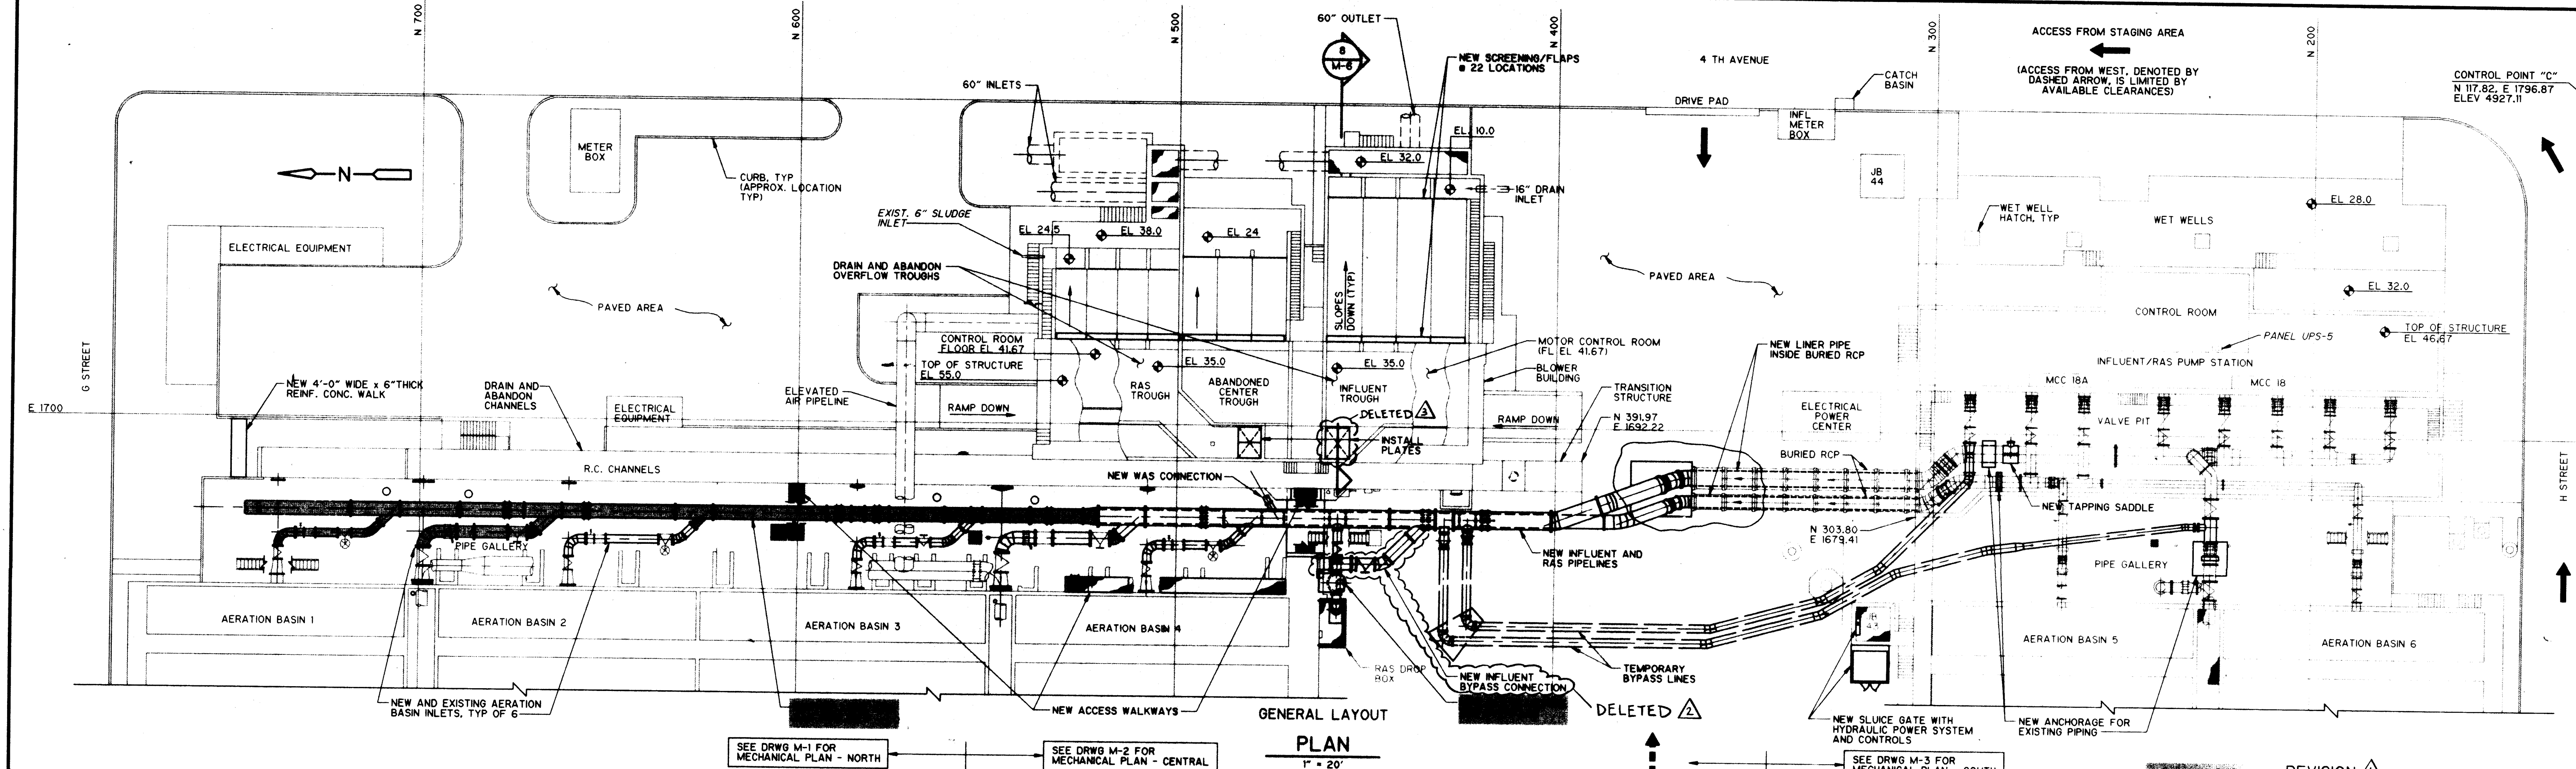 N 700
N 600
N 500
N 400
N 300
N 200
60" OUTLET
8
M-6
NEW SCREENING/FLAPS
22 LOCATIONS
4 TH AVENUE
ACCESS FROM STAGING AREA
(ACCESS FROM WEST, DENOTED BY
DASHED ARROW, IS LIMITED BY
AVAILABLE CLEARANCES)
CONTROL POINT "C"
N 117.82, E 1796.87
ELEV 4927.11
CATCH
BASIN
DRIVE PAD
INFL
METER
BOX
60" INLETS
METER
BOX
N
CURB, TYP
(APPROX. LOCATION
TYP)
EL 10.0
EL 32.0
16" DRAIN
INLET
JB
44
WET WELL
HATCH, TYP
WET WELLS
EL 28.0
EXIST. 6" SLUDGE
INLET
EL 24.5
EL 38.0
EL 24
ELECTRICAL EQUIPMENT
DRAIN AND ABANDON
OVERFLOW TROUGHS
PAVED AREA
PAVED AREA
SLOPES
DOWN (TYP)
EL 32.0
CONTROL ROOM
PANEL UPS-5
TOP OF STRUCTURE
EL 46.67
INFLUENT/RAS PUMP STATION
MCC 18A
MCC 18
G STREET
CONTROL ROOM
FLOOR EL 41.67
TOP OF STRUCTURE
EL 55.0
EL 35.0
EL 35.0
MOTOR CONTROL ROOM
(FL EL 41.67)
BLOWER
BUILDING
NEW LINER PIPE
INSIDE BURIED RCP
TRANSITION
STRUCTURE
NEW 4'-0" WIDE x 6"THICK
REINF. CONC. WALK
DRAIN AND
ABANDON
CHANNELS
ELECTRICAL
EQUIPMENT
ELEVATED
AIR PIPELINE
RAMP DOWN
RAS
TROUGH
ABANDONED
CENTER
TROUGH
INFLUENT
TROUGH
DELETED 3
RAMP DOWN
N 391.97
E 1692.22
ELECTRICAL
POWER
CENTER
VALVE PIT
E 1700
INSTALL
PLATES
R.C. CHANNELS
NEW WAS CONNECTION
BURIED RCP
NEW TAPPING SADDLE
H STREET
N 303.80
E 1679.41
PIPE GALLERY
NEW INFLUENT AND
RAS PIPELINES
PIPE GALLERY
AERATION BASIN 1
AERATION BASIN 2
AERATION BASIN 3
AERATION BASIN 4
JB
43
AERATION BASIN 5
AERATION BASIN 6
RAS DROP
BOX
TEMPORARY
BYPASS LINES
NEW INFLUENT
BYPASS CONNECTION
DELETED 2
NEW AND EXISTING AERATION
BASIN INLETS, TYP OF 6
NEW ACCESS WALKWAYS
GENERAL LAYOUT
PLAN
1" = 20'
NEW SLUICE GATE WITH
HYDRAULIC POWER SYSTEM
AND CONTROLS
NEW ANCHORAGE FOR
EXISTING PIPING
SEE DRWG M-1 FOR
MECHANICAL PLAN - NORTH
SEE DRWG M-2 FOR
MECHANICAL PLAN - CENTRAL
SEE DRWG M-3 FOR
MECHANICAL PLAN - SOUTH
REVISION